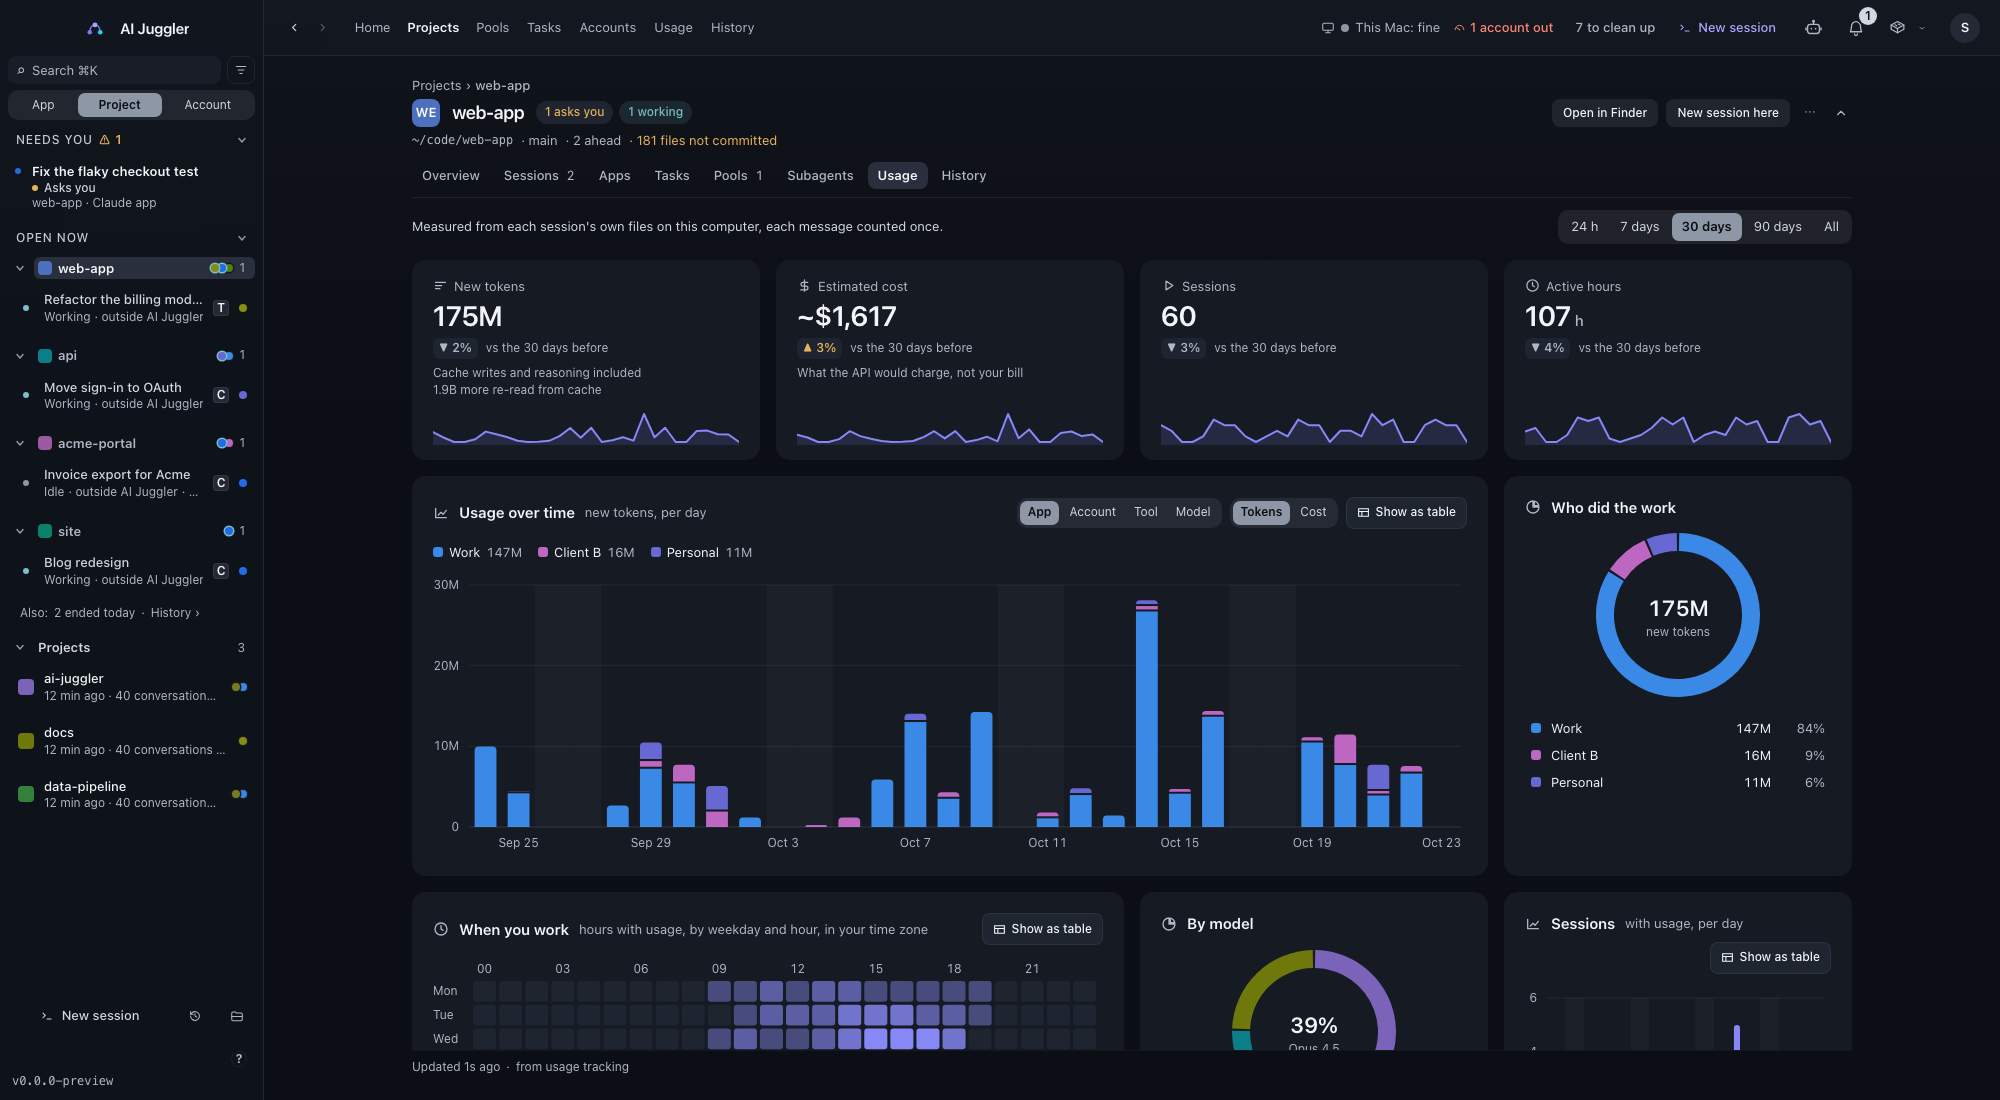 AI Juggler
Search ⌘K
App Project Account
NEEDS YOU 1
Fix the flaky checkout test
Asks you
web-app · Claude app
OPEN NOW
web-app 1
Refactor the billing mod... T
Working · outside AI Juggler
api 1
Move sign-in to OAuth C
Working · outside AI Juggler
acme-portal 1
Invoice export for Acme C
Idle · outside AI Juggler · ...
site 1
Blog redesign C
Working · outside AI Juggler
Also: 2 ended today · History ›
Projects 3
ai-juggler
12 min ago · 40 conversation...
docs
12 min ago · 40 conversations ...
data-pipeline
12 min ago · 40 conversation...
New session
?
v0.0.0-preview
Home Projects Pools Tasks Accounts Usage History
This Mac: fine 1 account out 7 to clean up New session 1 S
Projects › web-app
WE web-app 1 asks you 1 working
Open in Finder New session here ...
~/code/web-app · main · 2 ahead · 181 files not committed
Overview Sessions 2 Apps Tasks Pools 1 Subagents Usage History
Measured from each session's own files on this computer, each message counted once.
24 h 7 days 30 days 90 days All
New tokens
175M
▼ 2% vs the 30 days before
Cache writes and reasoning included
1.9B more re-read from cache
Estimated cost
~$1,617
▲ 3% vs the 30 days before
What the API would charge, not your bill
Sessions
60
▼ 3% vs the 30 days before
Active hours
107 h
▼ 4% vs the 30 days before
Usage over time new tokens, per day
App Account Tool Model Tokens Cost Show as table
Work 147M Client B 16M Personal 11M
30M
20M
10M
0
Sep 25 Sep 29 Oct 3 Oct 7 Oct 11 Oct 15 Oct 19 Oct 23
Who did the work
175M
new tokens
Work 147M 84%
Client B 16M 9%
Personal 11M 6%
When you work hours with usage, by weekday and hour, in your time zone
Show as table
00 03 06 09 12 15 18 21
Mon
Tue
Wed
By model
39%
Opus 4.5
Sessions with usage, per day
Show as table
6
4
Updated 1s ago · from usage tracking